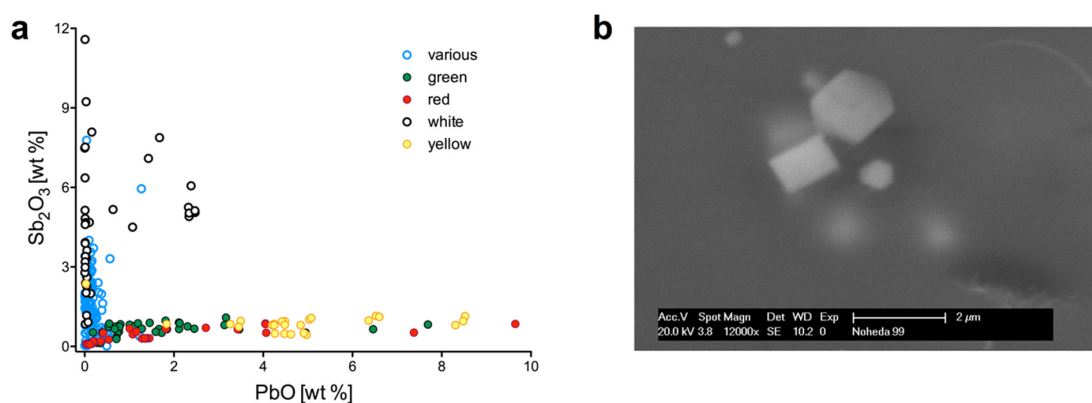 a
12
9
6
3
0
Sb2O3 [wt %]
various
green
red
white
yellow
0 2 4 6 8 10
PbO [wt %]
b
Acc.V Spot Magn Det WD Exp
20.0 kV 3.8 12000x SE 10.2 0
2 µm
Noheda 99